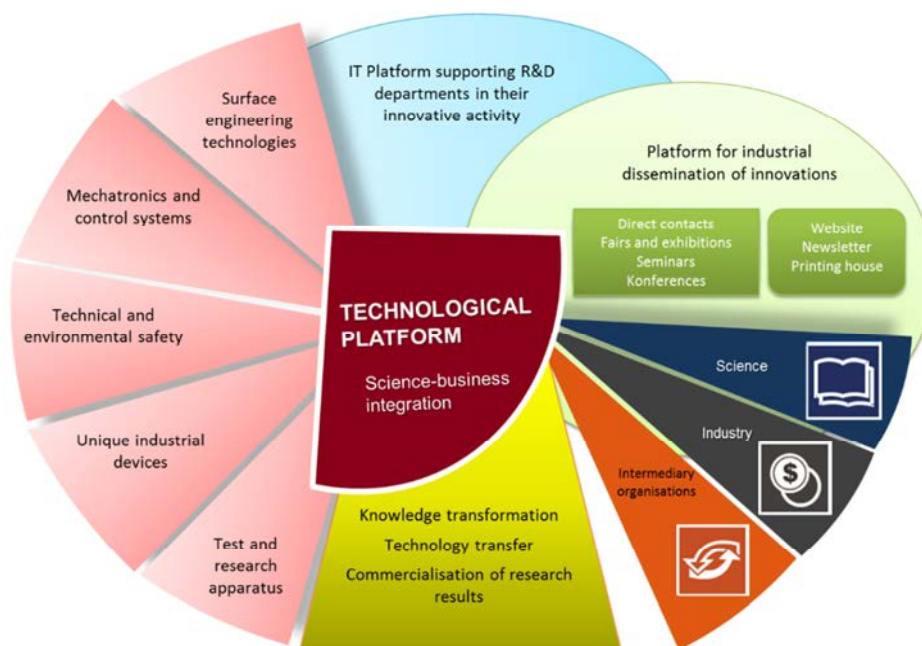 IT Platform supporting R&D
departments in their
innovative activity
Surface
engineering
technologies
Platform for industrial
dissemination of innovations
Mechatronics and
control systems
Direct contacts
Fairs and exhibitions
Seminars
Konferences
Website
Newsletter
Printing house
Technical and
environmental safety
TECHNOLOGICAL
PLATFORM
Science-business
integration
Science
Industry
Unique industrial
devices
Intermediary
organisations
$
Test and
research
apparatus
Knowledge transformation
Technology transfer
Commercialisation of research
results